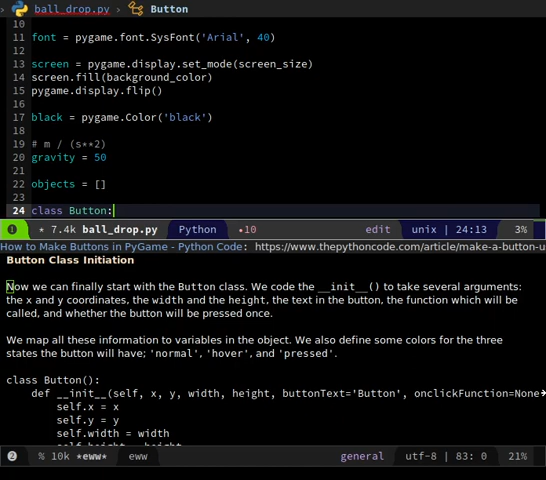 › ball_drop.py › Button
10
11 font = pygame.font.SysFont('Arial', 40)
12
13 screen = pygame.display.set_mode(screen_size)
14 screen.fill(background_color)
15 pygame.display.flip()
16
17 black = pygame.Color('black')
18
19 # m / (s**2)
20 gravity = 50
21
22 objects = []
23
24 class Button:
❶ * 7.4k ball_drop.py Python •10 edit unix | 24:13 3%
How to Make Buttons in PyGame - Python Code: https://www.thepythoncode.com/article/make-a-button-u
Button Class Initiation
Now we can finally start with the Button class. We code the __init__() to take several arguments:
the x and y coordinates, the width and the height, the text in the button, the function which will be
called, and whether the button will be pressed once.
We map all these information to variables in the object. We also define some colors for the three
states the button will have; 'normal', 'hover', and 'pressed'.
class Button():
def __init__(self, x, y, width, height, buttonText='Button', onclickFunction=None→
self.x = x
self.y = y
self.width = width
self.height = height
❷ % 10k *eww* eww general utf-8 | 83: 0 21%